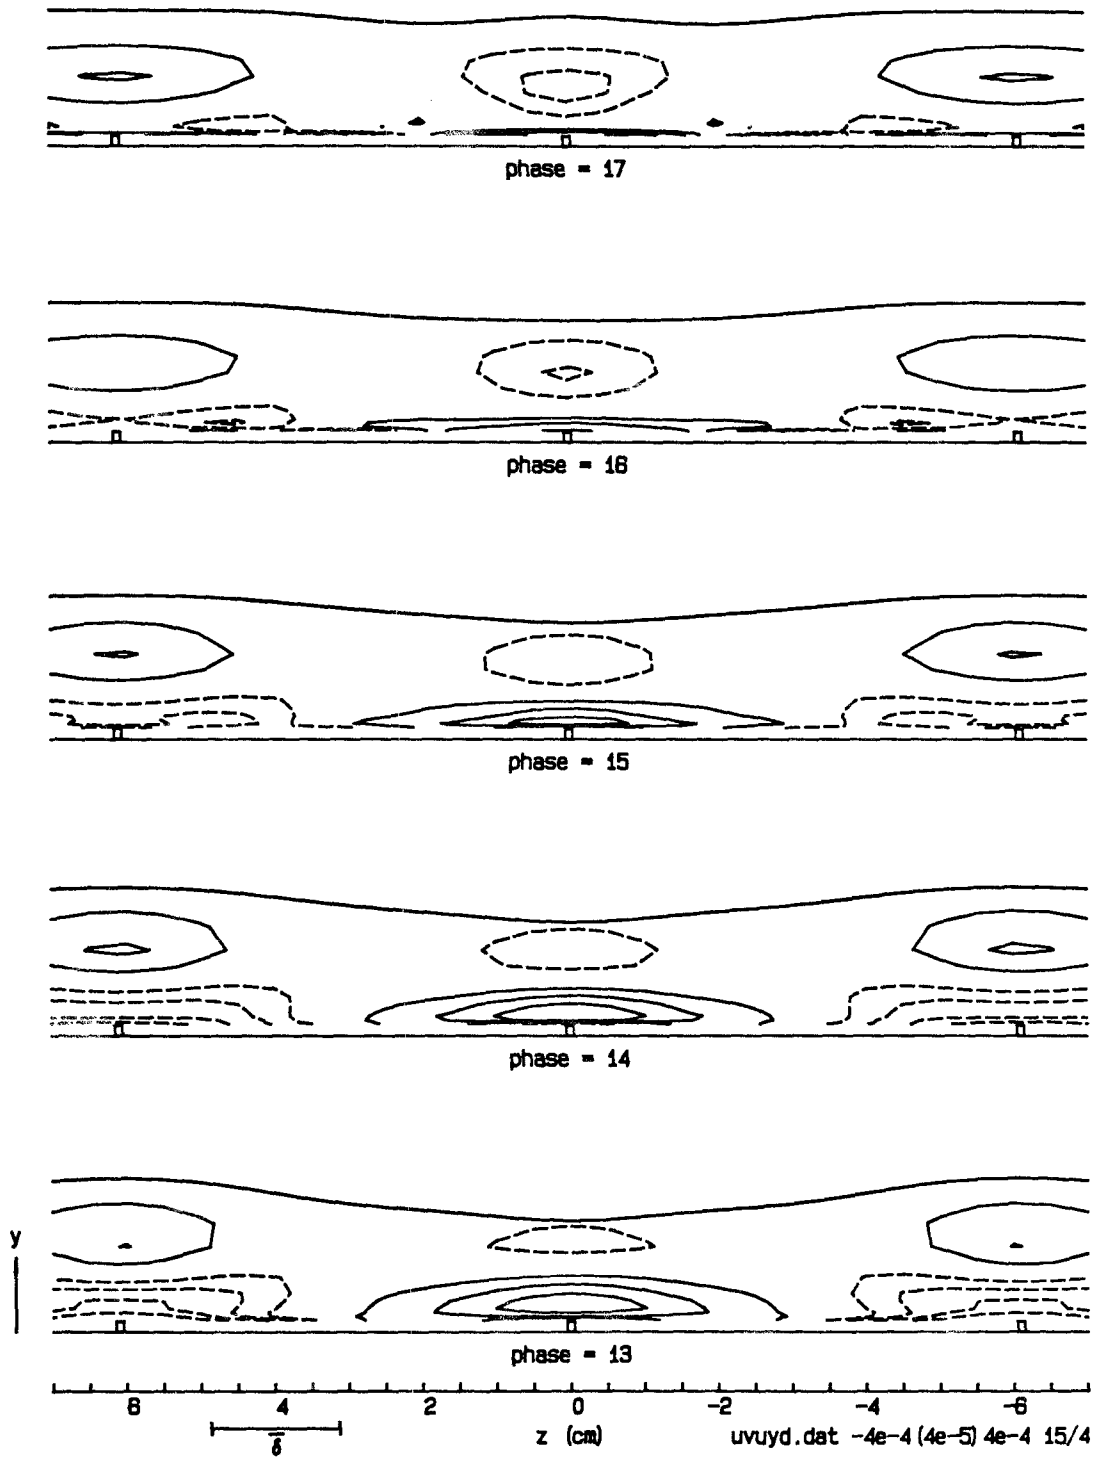 phase = 17
phase = 16
phase = 15
phase = 14
y
phase = 13
6 4 2 0 -2 -4 -6
δ̅ z (cm) uvuyd.dat -4e-4 (4e-5) 4e-4 15/4